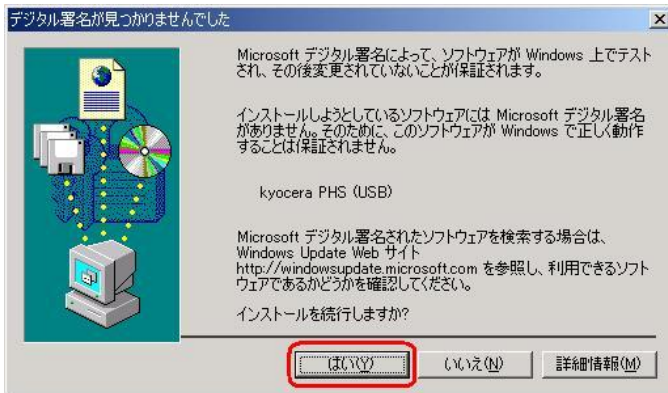 デジタル署名が見つかりませんでした
Microsoft デジタル署名によって、ソフトウェアが Windows 上でテスト
され、その後変更されていないことが保証されます。
インストールしようとしているソフトウェアには Microsoft デジタル署名
がありません。そのために、このソフトウェアが Windows で正しく動作
することは保証されません。
kyocera PHS (USB)
Microsoft デジタル署名されたソフトウェアを検索する場合は、
Windows Update Web サイト
http://windowsupdate.microsoft.com を参照し、利用できるソフト
ウェアであるかどうかを確認してください。
インストールを続行しますか?
はい(Y) いいえ(N) 詳細情報(M)